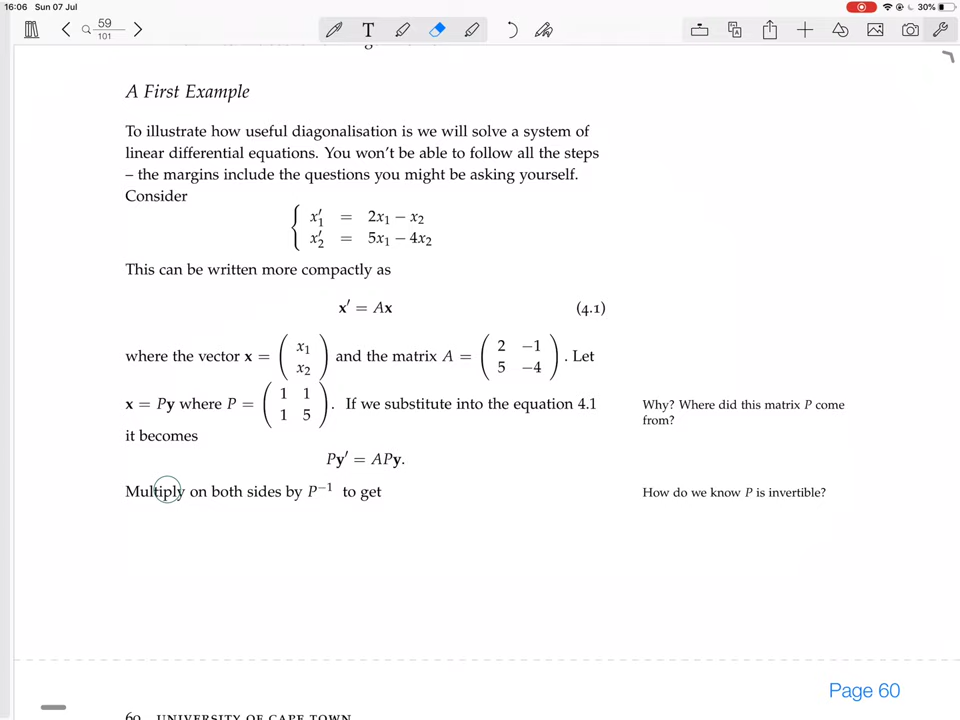 16:06 Sun 07 Jul
30%
59
101
T
A First Example
To illustrate how useful diagonalisation is we will solve a system of
linear differential equations. You won't be able to follow all the steps
– the margins include the questions you might be asking yourself.
Consider
{ x₁′ = 2x₁ − x₂
x₂′ = 5x₁ − 4x₂
This can be written more compactly as
x′ = Ax (4.1)
where the vector x = ( x₁ x₂ ) and the matrix A = ( 2 −1 5 −4 ) . Let
x = Py where P = ( 1 1 1 5 ) . If we substitute into the equation 4.1
Why? Where did this matrix P come
from?
it becomes
Py′ = APy.
Multiply on both sides by P⁻¹ to get
How do we know P is invertible?
Page 60
60 UNIVERSITY OF CAPE TOWN